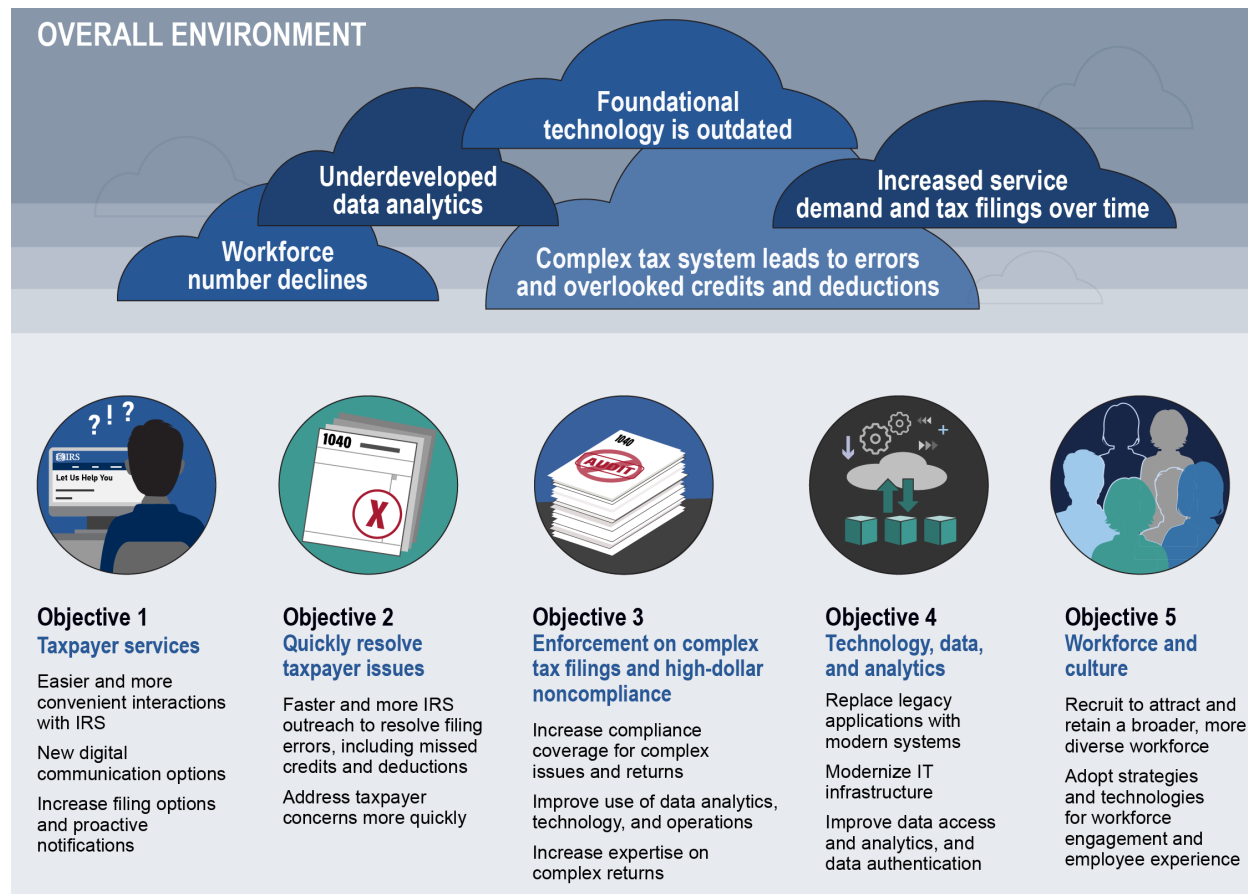 OVERALL ENVIRONMENT
Foundational
technology is outdated
Underdeveloped
data analytics
Increased service
demand and tax filings over time
Workforce
number declines
Complex tax system leads to errors
and overlooked credits and deductions
? ! ?
IRS
Let Us Help You
1040
X
1040
AUDIT
Objective 1
Taxpayer services
Easier and more
convenient interactions
with IRS
New digital
communication options
Increase filing options
and proactive
notifications
Objective 2
Quickly resolve
taxpayer issues
Faster and more IRS
outreach to resolve filing
errors, including missed
credits and deductions
Address taxpayer
concerns more quickly
Objective 3
Enforcement on complex
tax filings and high-dollar
noncompliance
Increase compliance
coverage for complex
issues and returns
Improve use of data analytics,
technology, and operations
Increase expertise on
complex returns
Objective 4
Technology, data,
and analytics
Replace legacy
applications with
modern systems
Modernize IT
infrastructure
Improve data access
and analytics, and
data authentication
Objective 5
Workforce and
culture
Recruit to attract and
retain a broader, more
diverse workforce
Adopt strategies
and technologies
for workforce
engagement and
employee experience